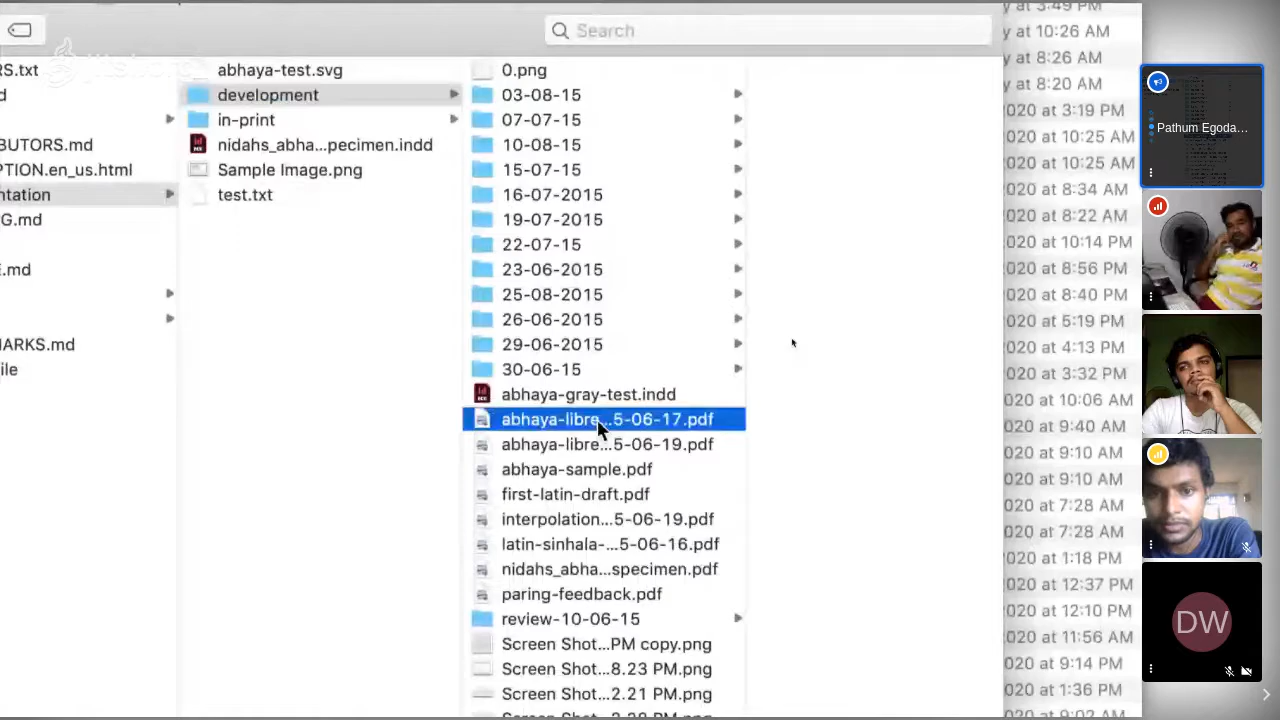 y at 3:49 PM
Search
y at 10:26 AM
8:26 AM
8:20 AM
S.txt
d
BUTORS.md
PTION.en_us.html
ntation
G.md
E.md
IARKS.md
ile
abhaya-test.svg
development
in-print
nidahs_abha...pecimen.indd
Sample Image.png
test.txt
0.png
03-08-15
07-07-15
10-08-15
15-07-15
16-07-2015
19-07-2015
22-07-15
23-06-2015
25-08-2015
26-06-2015
29-06-2015
30-06-15
abhaya-gray-test.indd
abhaya-libre...5-06-17.pdf
abhaya-libre...5-06-19.pdf
abhaya-sample.pdf
first-latin-draft.pdf
interpolation...5-06-19.pdf
latin-sinhala-...5-06-16.pdf
nidahs_abha...specimen.pdf
paring-feedback.pdf
review-10-06-15
Screen Shot...PM copy.png
Screen Shot...8.23 PM.png
Screen Shot...2.21 PM.png
020 at 3:19 PM
020 at 10:25 AM
020 at 10:25 AM
020 at 8:34 AM
020 at 8:22 AM
020 at 10:14 PM
020 at 8:56 PM
020 at 8:40 PM
020 at 5:19 PM
020 at 4:13 PM
020 at 3:32 PM
020 at 10:06 AM
020 at 9:40 AM
020 at 9:10 AM
020 at 9:10 AM
020 at 7:28 AM
020 at 7:28 AM
020 at 1:18 PM
020 at 12:37 PM
020 at 12:10 PM
020 at 11:56 AM
020 at 9:14 PM
020 at 1:36 PM
020 at 9:02 AM
Pathum Egoda...
DW